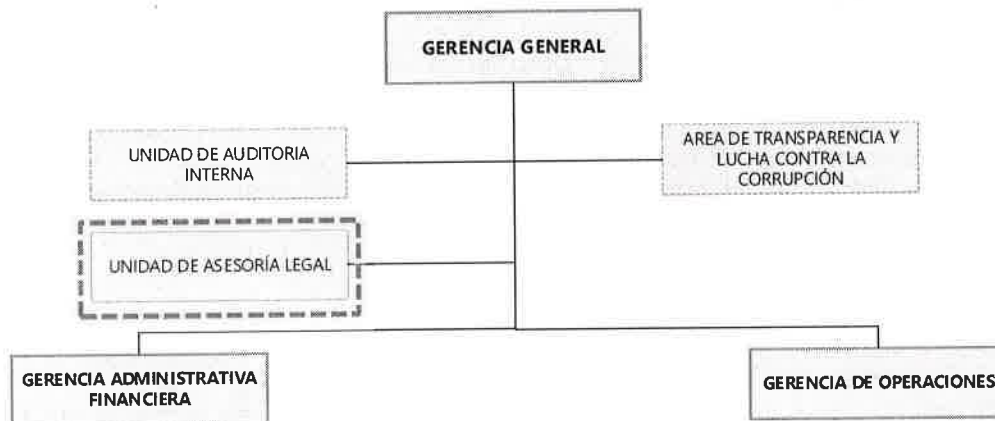 GERENCIA GENERAL
UNIDAD DE AUDITORIA
INTERNA
AREA DE TRANSPARENCIA Y
LUCHA CONTRA LA
CORRUPCIÓN
UNIDAD DE ASESORÍA LEGAL
GERENCIA ADMINISTRATIVA
FINANCIERA
GERENCIA DE OPERACIONES